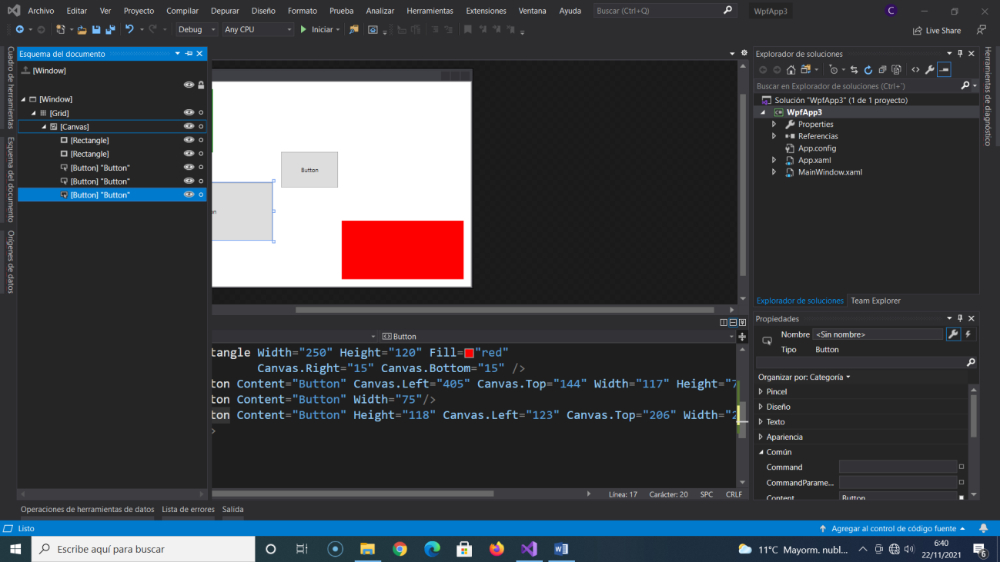 Archivo Editar Ver Proyecto Compilar Depurar Diseño Formato Prueba Analizar Herramientas Extensiones Ventana Ayuda Buscar (Ctrl+Q) WpfApp3 C
Debug Any CPU Iniciar Live Share
Cuadro de herramientas
Esquema del documento
Orígenes de datos
Esquema del documento
[Window]
[Window]
[Grid]
[Canvas]
[Rectangle]
[Rectangle]
[Button] "Button"
[Button] "Button"
[Button] "Button"
Button
on
Button
tangle Width="250" Height="120" Fill="red"
Canvas.Right="15" Canvas.Bottom="15" />
ton Content="Button" Canvas.Left="405" Canvas.Top="144" Width="117" Height="7
ton Content="Button" Width="75"/>
ton Content="Button" Height="118" Canvas.Left="123" Canvas.Top="206" Width="2
>
Línea: 17 Carácter: 20 SPC CRLF
Explorador de soluciones
Buscar en Explorador de soluciones (Ctrl+´)
Solución "WpfApp3" (1 de 1 proyecto)
C# WpfApp3
Properties
Referencias
App.config
App.xaml
MainWindow.xaml
Explorador de soluciones Team Explorer
Herramientas de diagnóstico
Propiedades
Nombre <Sin nombre>
Tipo Button
Organizar por: Categoría
Pincel
Diseño
Texto
Apariencia
Común
Command
CommandParame...
Content Button
Operaciones de herramientas de datos Lista de errores Salida
Listo Agregar al control de código fuente
Escribe aquí para buscar 11°C Mayorm. nubl... 6:40
22/11/2021 6